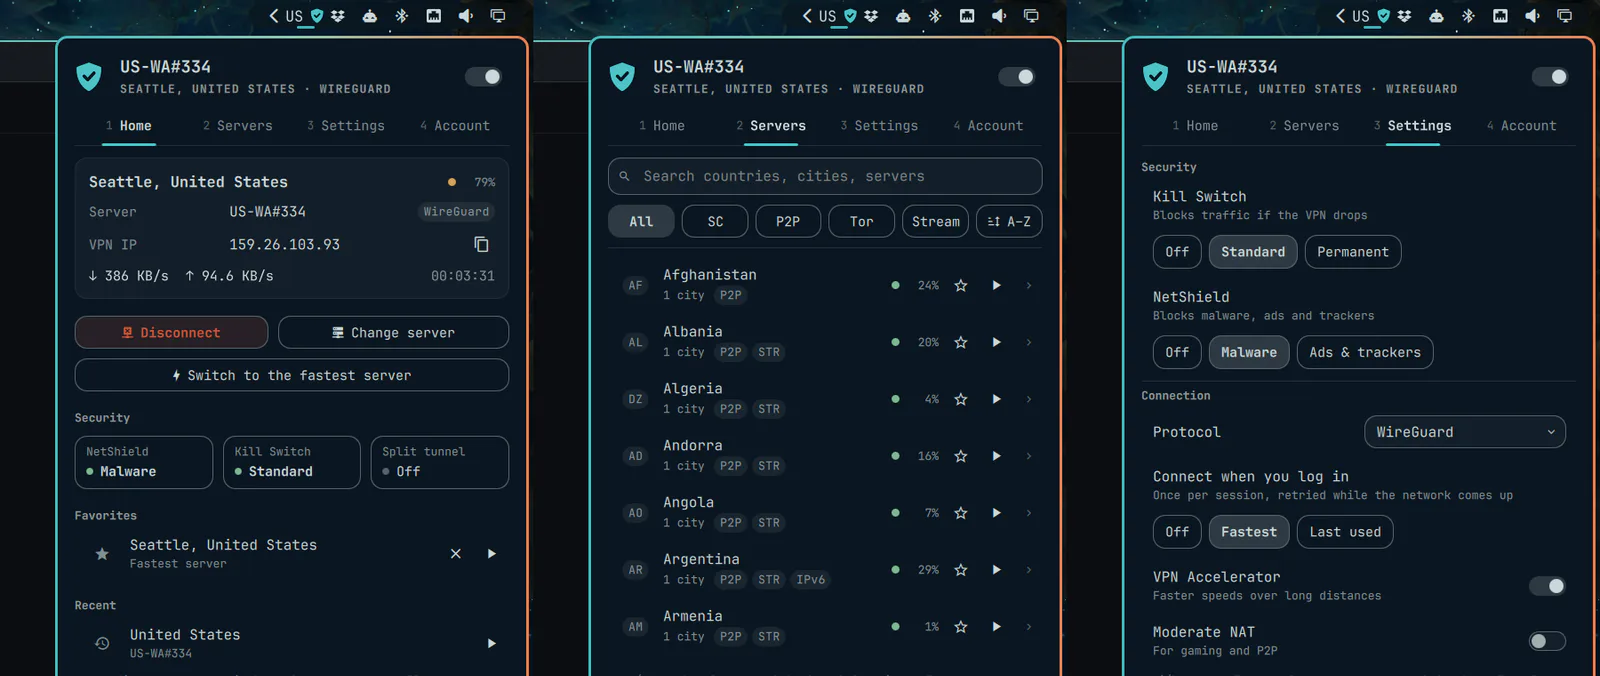 US
US-WA#334
SEATTLE, UNITED STATES · WIREGUARD
1 Home 2 Servers 3 Settings 4 Account
Seattle, United States 79%
Server US-WA#334 WireGuard
VPN IP 159.26.103.93
↓ 386 KB/s ↑ 94.6 KB/s 00:03:31
Disconnect Change server
Switch to the fastest server
Security
NetShield Kill Switch Split tunnel
Malware Standard Off
Favorites
Seattle, United States
Fastest server
Recent
United States
US-WA#334
US
US-WA#334
SEATTLE, UNITED STATES · WIREGUARD
1 Home 2 Servers 3 Settings 4 Account
Search countries, cities, servers
All SC P2P Tor Stream A-Z
AF Afghanistan 24%
1 city P2P
AL Albania 20%
1 city P2P STR
DZ Algeria 4%
1 city P2P STR
AD Andorra 16%
1 city P2P STR
AO Angola 7%
1 city P2P STR
AR Argentina 29%
1 city P2P STR IPv6
AM Armenia 1%
1 city P2P STR
US
US-WA#334
SEATTLE, UNITED STATES · WIREGUARD
1 Home 2 Servers 3 Settings 4 Account
Security
Kill Switch
Blocks traffic if the VPN drops
Off Standard Permanent
NetShield
Blocks malware, ads and trackers
Off Malware Ads & trackers
Connection
Protocol WireGuard
Connect when you log in
Once per session, retried while the network comes up
Off Fastest Last used
VPN Accelerator
Faster speeds over long distances
Moderate NAT
For gaming and P2P